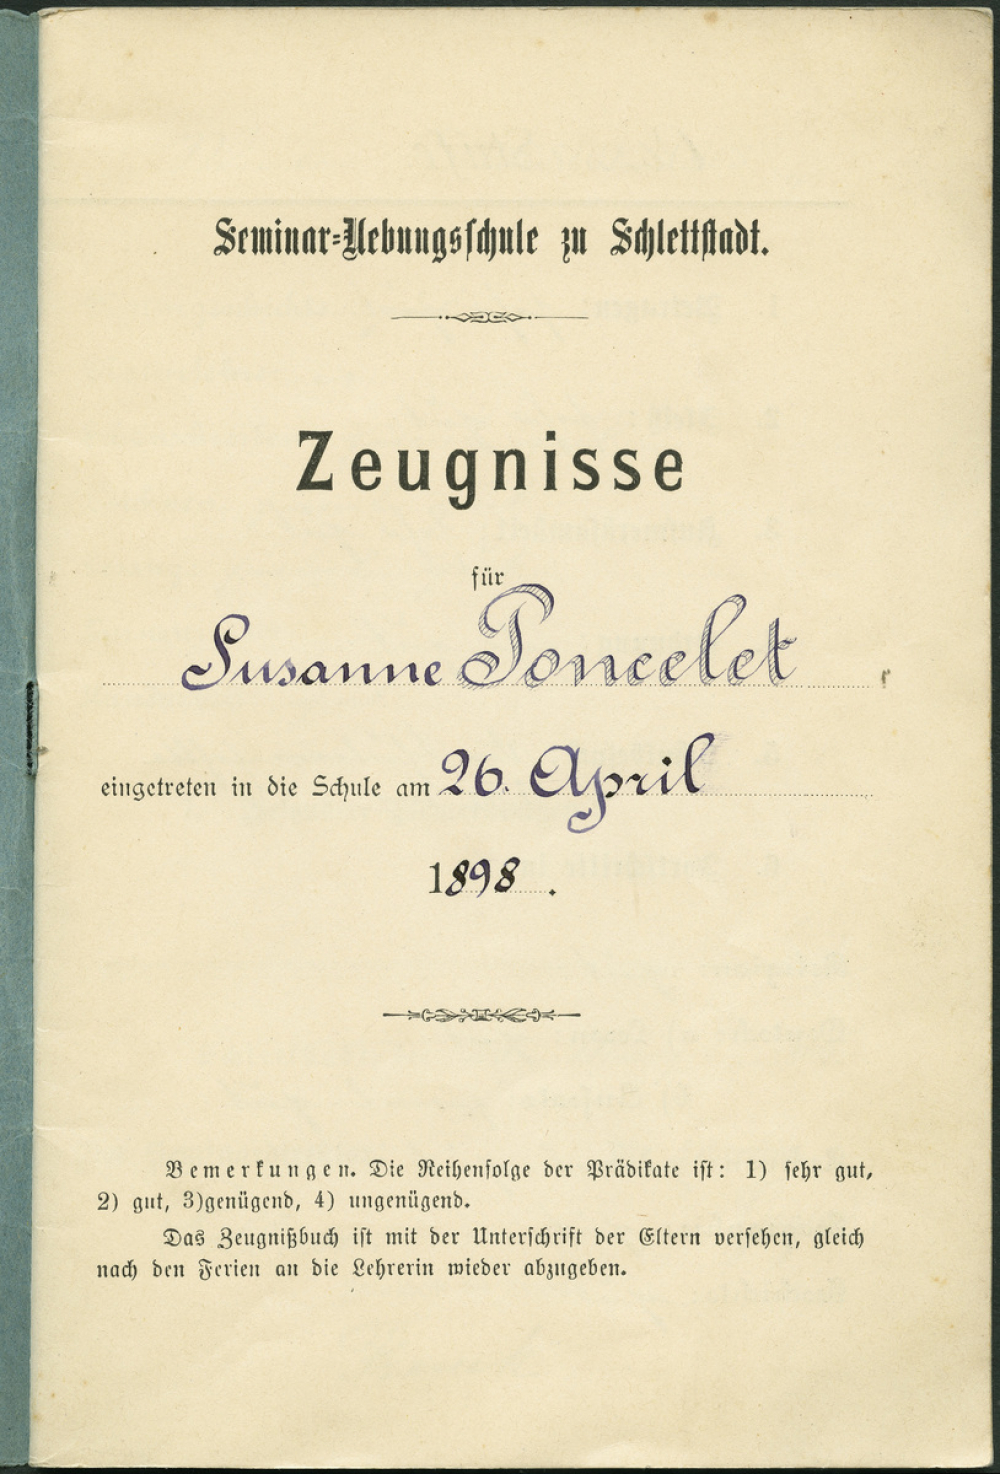 Seminar-Uebungsschule zu Schlettstadt.
Zeugnisse
für
Susanne Poncelet
eingetreten in die Schule am 26. April
1898.
Bemerkungen. Die Reihenfolge der Prädikate ist: 1) sehr gut,
2) gut, 3)genügend, 4) ungenügend.
Das Zeugnißbuch ist mit der Unterschrift der Eltern versehen, gleich
nach den Ferien an die Lehrerin wieder abzugeben.